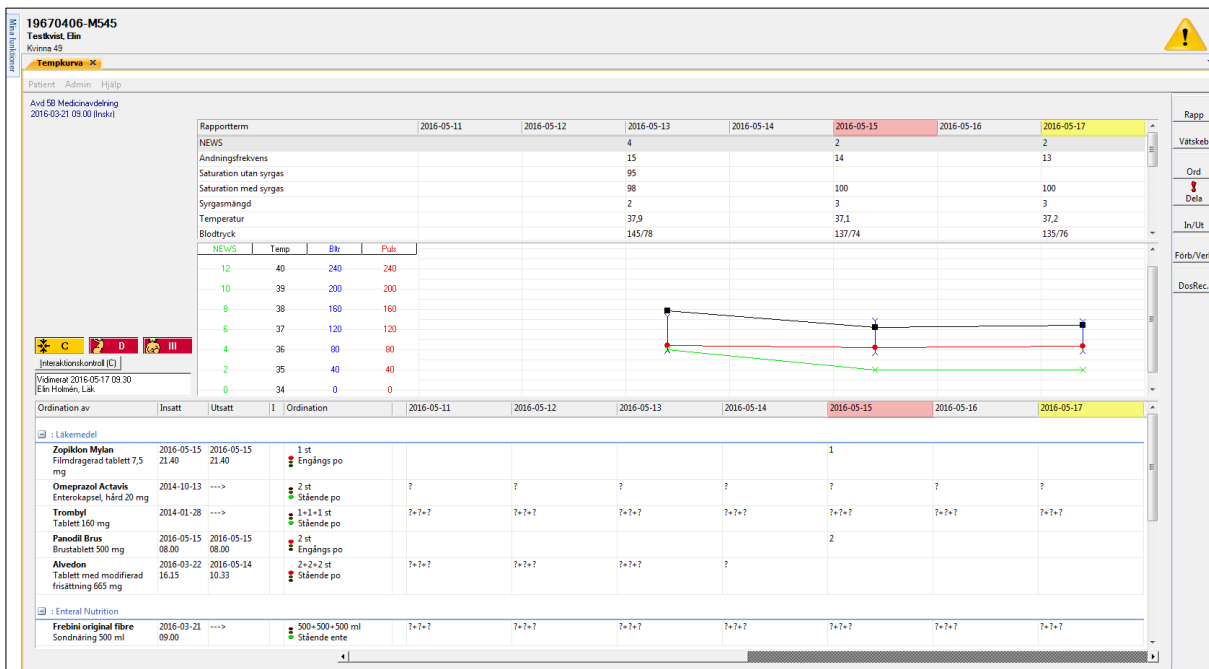 Mina funktioner
19670406-M545
Testkvist, Elin
Kvinna 49
Tempkurva X
Patient Admin Hjälp
Avd 5B Medicinavdelning
2016-03-21 09.00 (Inskr)
Rapportterm 2016-05-11 2016-05-12 2016-05-13 2016-05-14 2016-05-15 2016-05-16 2016-05-17
NEWS 4 2 2
Andningsfrekvens 15 14 13
Saturation utan syrgas 95
Saturation med syrgas 98 100 100
Syrgasmängd 2 3 3
Temperatur 37,9 37,1 37,2
Blodtryck 145/78 137/74 135/76
NEWS Temp Bltr Puls
12 40 240 240
10 39 200 200
8 38 160 160
6 37 120 120
4 36 80 80
2 35 40 40
0 34 0 0
C D III
Interaktionskontroll (C)
Vidimerat 2016-05-17 09.30
Elin Holmén, Läk
Rapp
Vätskeb
Ord
Dela
In/Ut
Förb/Verl
DosRec.
Ordination av Insatt Utsatt I Ordination 2016-05-11 2016-05-12 2016-05-13 2016-05-14 2016-05-15 2016-05-16 2016-05-17
: Läkemedel
Zopiklon Mylan 2016-05-15 2016-05-15 1 st 1
Filmdragerad tablett 7,5 21.40 21.40 Engångs po
mg
Omeprazol Actavis 2014-10-13 ---> 2 st ? ? ? ? ? ? ?
Enterokapsel, hård 20 mg Stående po
Trombyl 2014-01-28 ---> 1+1+1 st ?+?+? ?+?+? ?+?+? ?+?+? ?+?+? ?+?+? ?+?+?
Tablett 160 mg Stående po
Panodil Brus 2016-05-15 2016-05-15 2 st 2
Brustablett 500 mg 08.00 08.00 Engångs po
Alvedon 2016-03-22 2016-05-14 2+2+2 st ?+?+? ?+?+? ?+?+? ?
Tablett med modifierad 16.15 10.33 Stående po
frisättning 665 mg
: Enteral Nutrition
Frebini original fibre 2016-03-21 ---> 500+500+500 ml ?+?+? ?+?+? ?+?+? ?+?+? ?+?+? ?+?+? ?+?+?
Sondnäring 500 ml 09.00 Stående ente